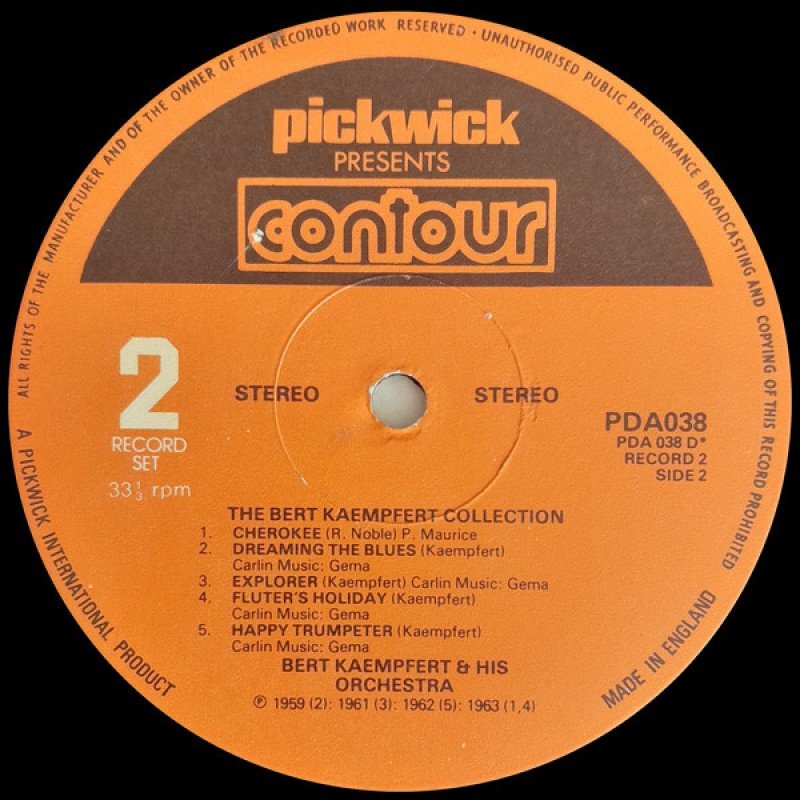 ALL RIGHTS OF THE MANUFACTURER AND OF THE OWNER OF THE RECORDED WORK RESERVED · UNAUTHORISED PUBLIC PERFORMANCE BROADCASTING AND COPYING OF THIS RECORD PROHIBITED
pickwick
PRESENTS
contour
2
RECORD
SET
33⅓ rpm
STEREO
STEREO
PDA038
PDA 038 D*
RECORD 2
SIDE 2
THE BERT KAEMPFERT COLLECTION
1. CHEROKEE (R. Noble) P. Maurice
2. DREAMING THE BLUES (Kaempfert)
Carlin Music: Gema
3. EXPLORER (Kaempfert) Carlin Music: Gema
4. FLUTER'S HOLIDAY (Kaempfert)
Carlin Music: Gema
5. HAPPY TRUMPETER (Kaempfert)
Carlin Music: Gema
BERT KAEMPFERT & HIS
ORCHESTRA
℗ 1959 (2): 1961 (3): 1962 (5): 1963 (1,4)
A PICKWICK INTERNATIONAL PRODUCT
MADE IN ENGLAND